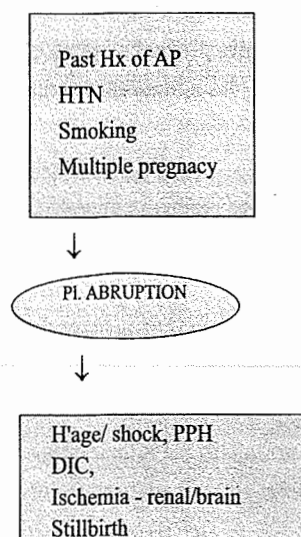 Past Hx of AP
HTN
Smoking
Multiple pregnacy
↓
Pl. ABRUPTION
↓
H'age/ shock, PPH
DIC,
Ischemia - renal/brain
Stillbirth